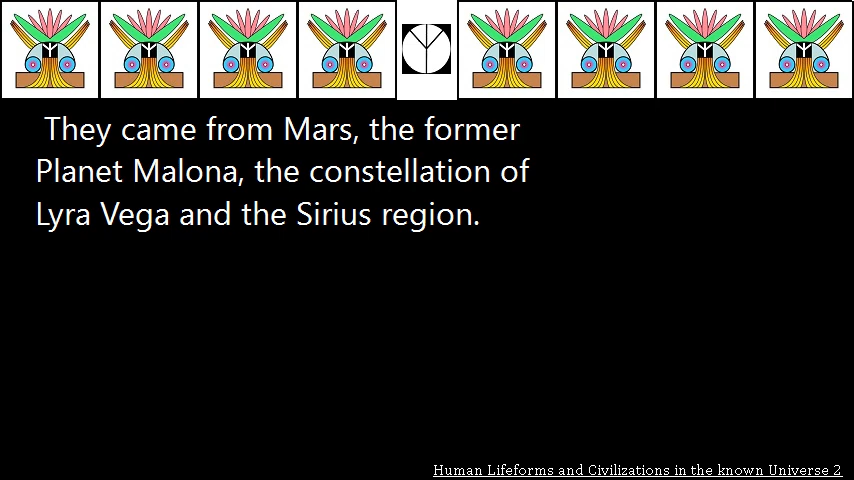 They came from Mars, the former
Planet Malona, the constellation of
Lyra Vega and the Sirius region.
Human Lifeforms and Civilizations in the known Universe 2